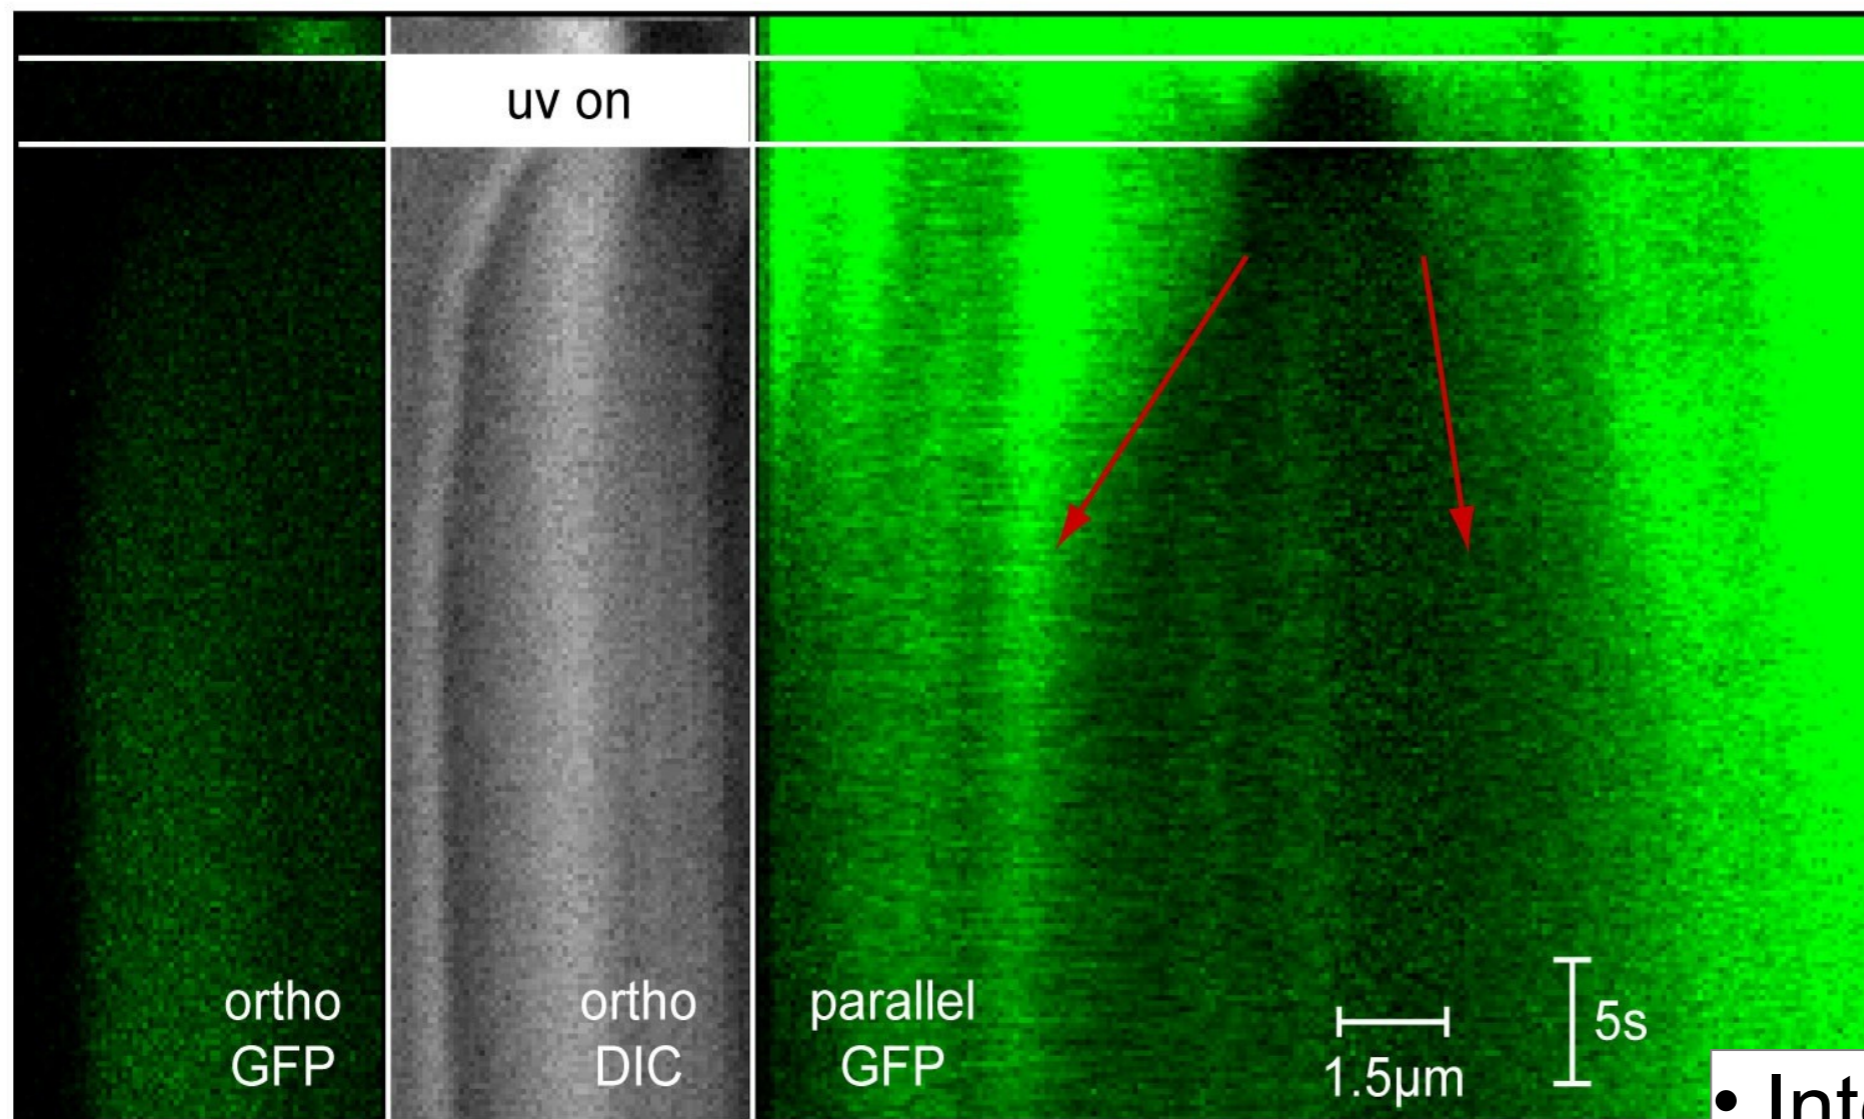 uv on
ortho
GFP
ortho
DIC
parallel
GFP
1.5µm
5s
•